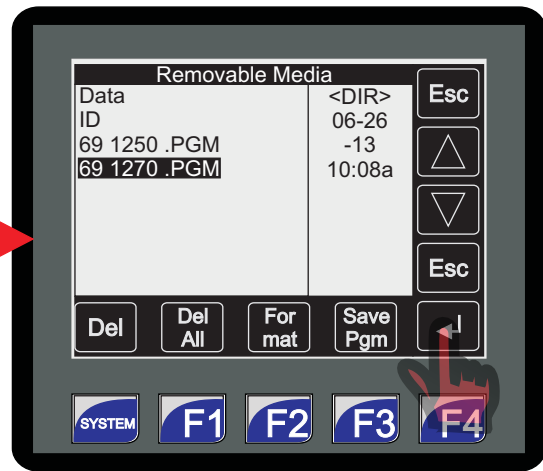 Removable Media
Data <DIR> Esc
ID 06-26
69 1250 .PGM -13
69 1270 .PGM 10:08a
Esc
Del Del All For mat Save Pgm
SYSTEM F1 F2 F3 F4